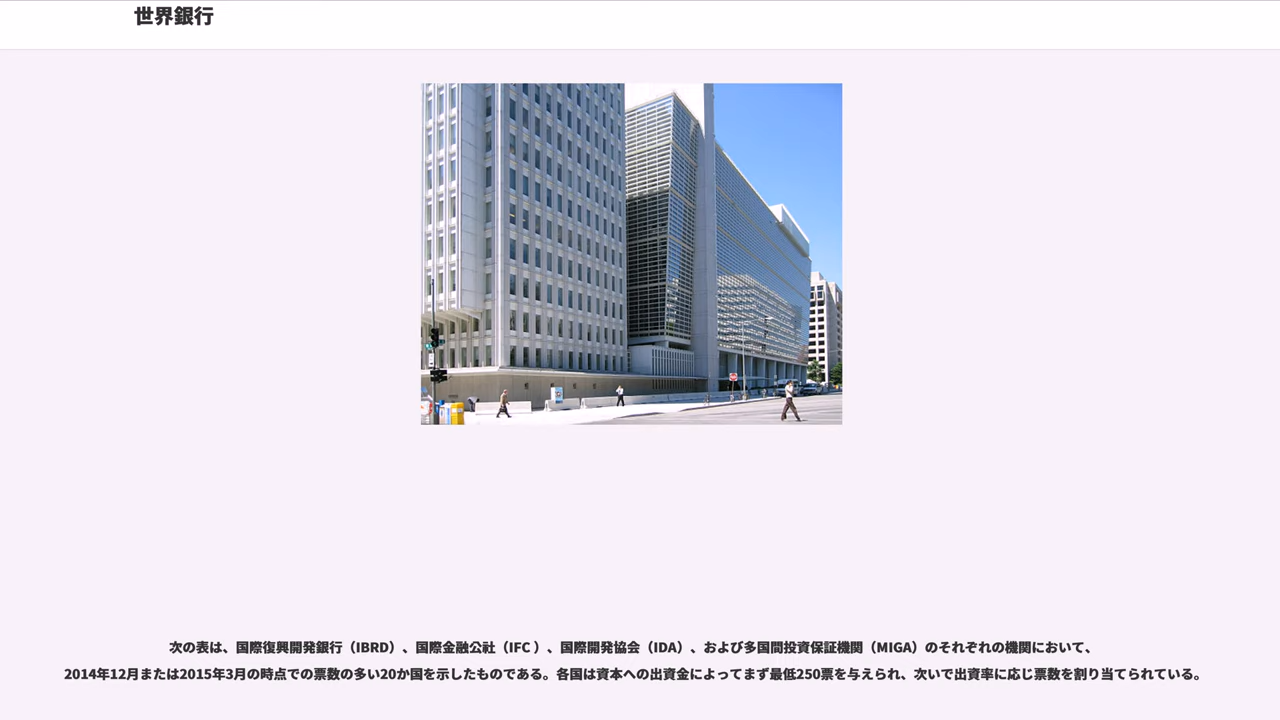 世界銀行
次の表は、国際復興開発銀行（IBRD）、国際金融公社（IFC ）、国際開発協会（IDA）、および多国間投資保証機関（MIGA）のそれぞれの機関において、
2014年12月または2015年3月の時点での票数の多い20か国を示したものである。各国は資本への出資金によってまず最低250票を与えられ、次いで出資率に応じ票数を割り当てられている。